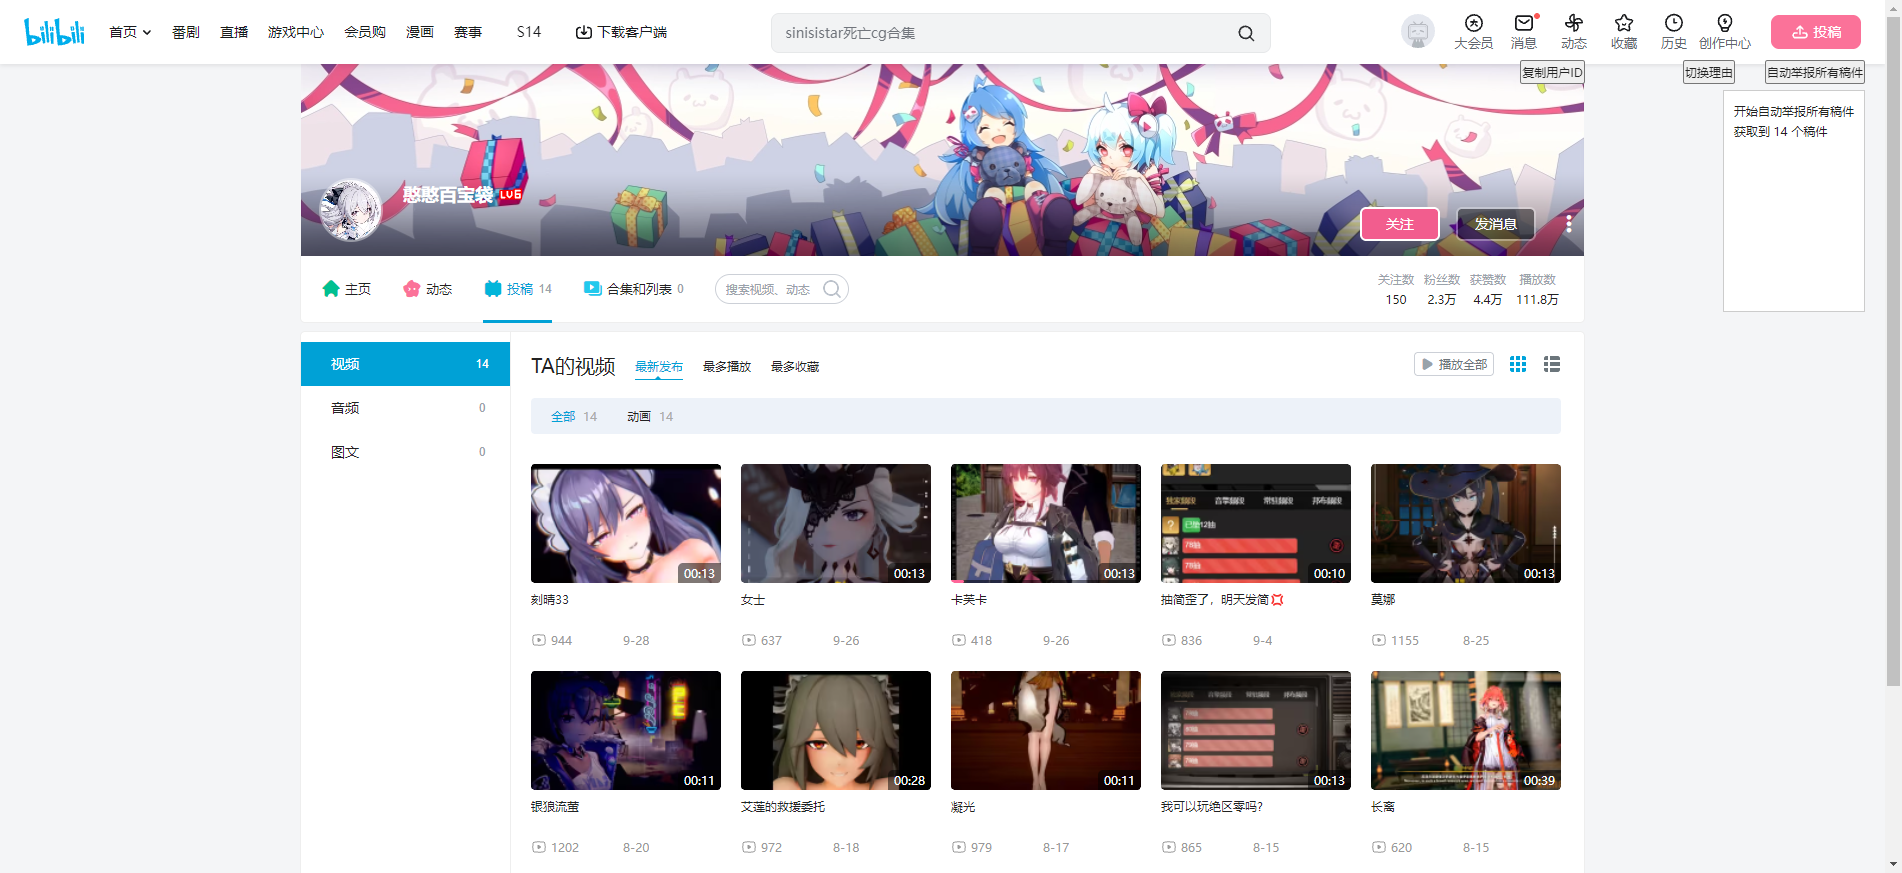 bilibili 首页 番剧 直播 游戏中心 会员购 漫画 赛事 S14 下载客户端 sinisistar死亡cg合集 大会员 消息 动态 收藏 历史 创作中心 投稿
复制用户ID 切换理由 自动举报所有稿件
开始自动举报所有稿件
获取到 14 个稿件
憨憨百宝袋 LV6
关注 发消息
主页 动态 投稿 14 合集和列表 0 搜索视频、动态
关注数 粉丝数 获赞数 播放数
150 2.3万 4.4万 111.8万
视频 14
音频 0
图文 0
TA的视频 最新发布 最多播放 最多收藏 播放全部
全部 14 动画 14
已垫12抽
78抽
78抽
00:13 00:13 00:13 00:10 00:13
刻晴33 女士 卡芙卡 抽简歪了，明天发简💢 莫娜
944 9-28 637 9-26 418 9-26 836 9-4 1155 8-25
00:11 00:28 00:11 00:13 00:39
银狼流萤 艾莲的救援委托 凝光 我可以玩绝区零吗? 长离
1202 8-20 972 8-18 979 8-17 865 8-15 620 8-15